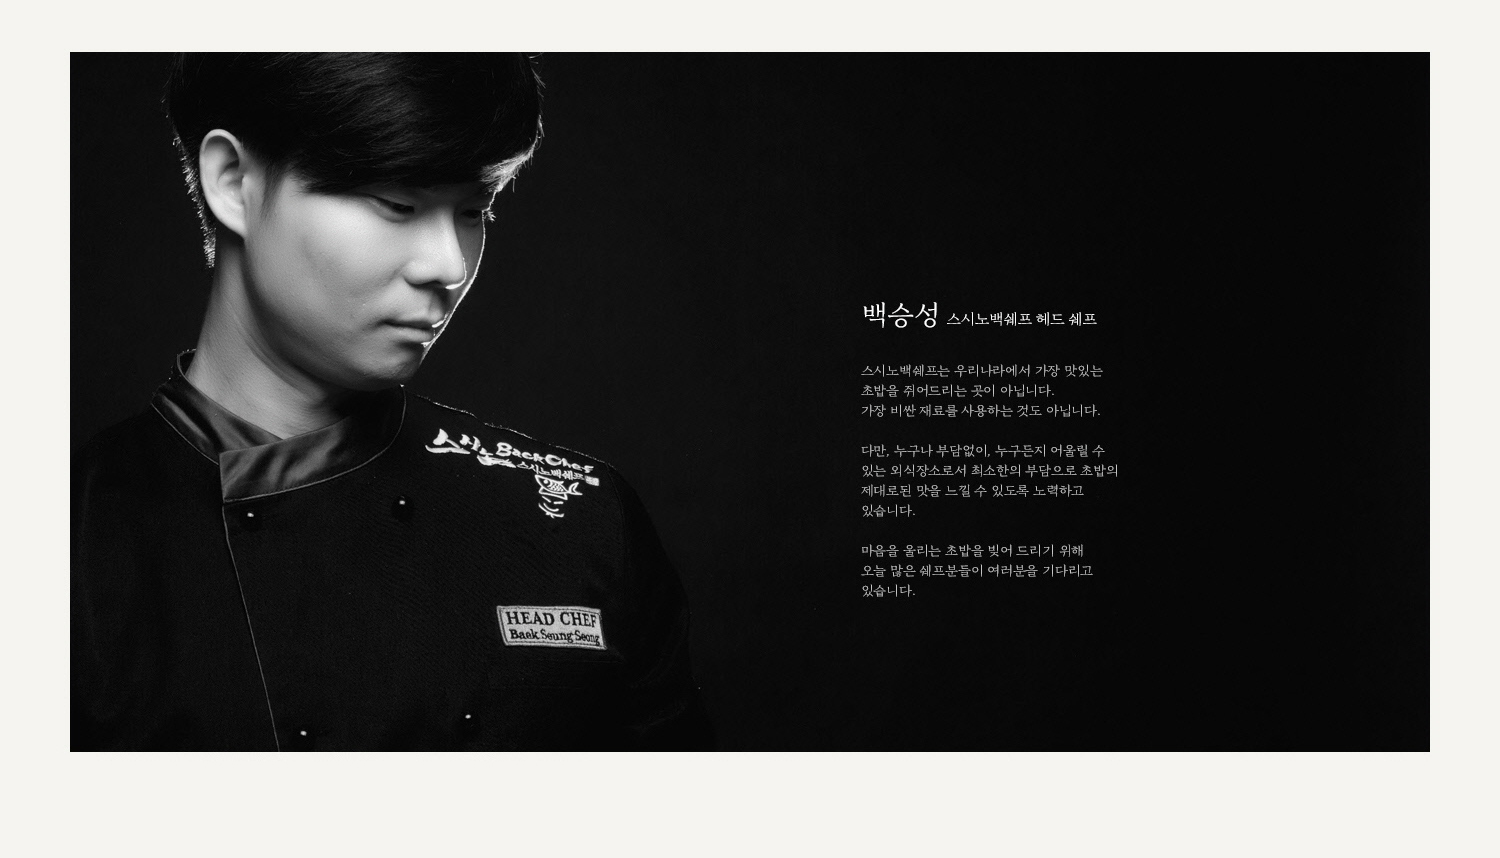 백승성 스시노백쉐프 헤드 쉐프
스시노백쉐프는 우리나라에서 가장 맛있는
초밥을 쥐어드리는 곳이 아닙니다.
가장 비싼 재료를 사용하는 것도 아닙니다.
다만, 누구나 부담없이, 누구든지 어울릴 수
있는 외식장소로서 최소한의 부담으로 초밥의
제대로된 맛을 느낄 수 있도록 노력하고
있습니다.
마음을 울리는 초밥을 빚어 드리기 위해
오늘 많은 쉐프분들이 여러분을 기다리고
있습니다.
스시노 BackChef
스시노백쉐프
HEAD CHEF
Baek Seung Seong